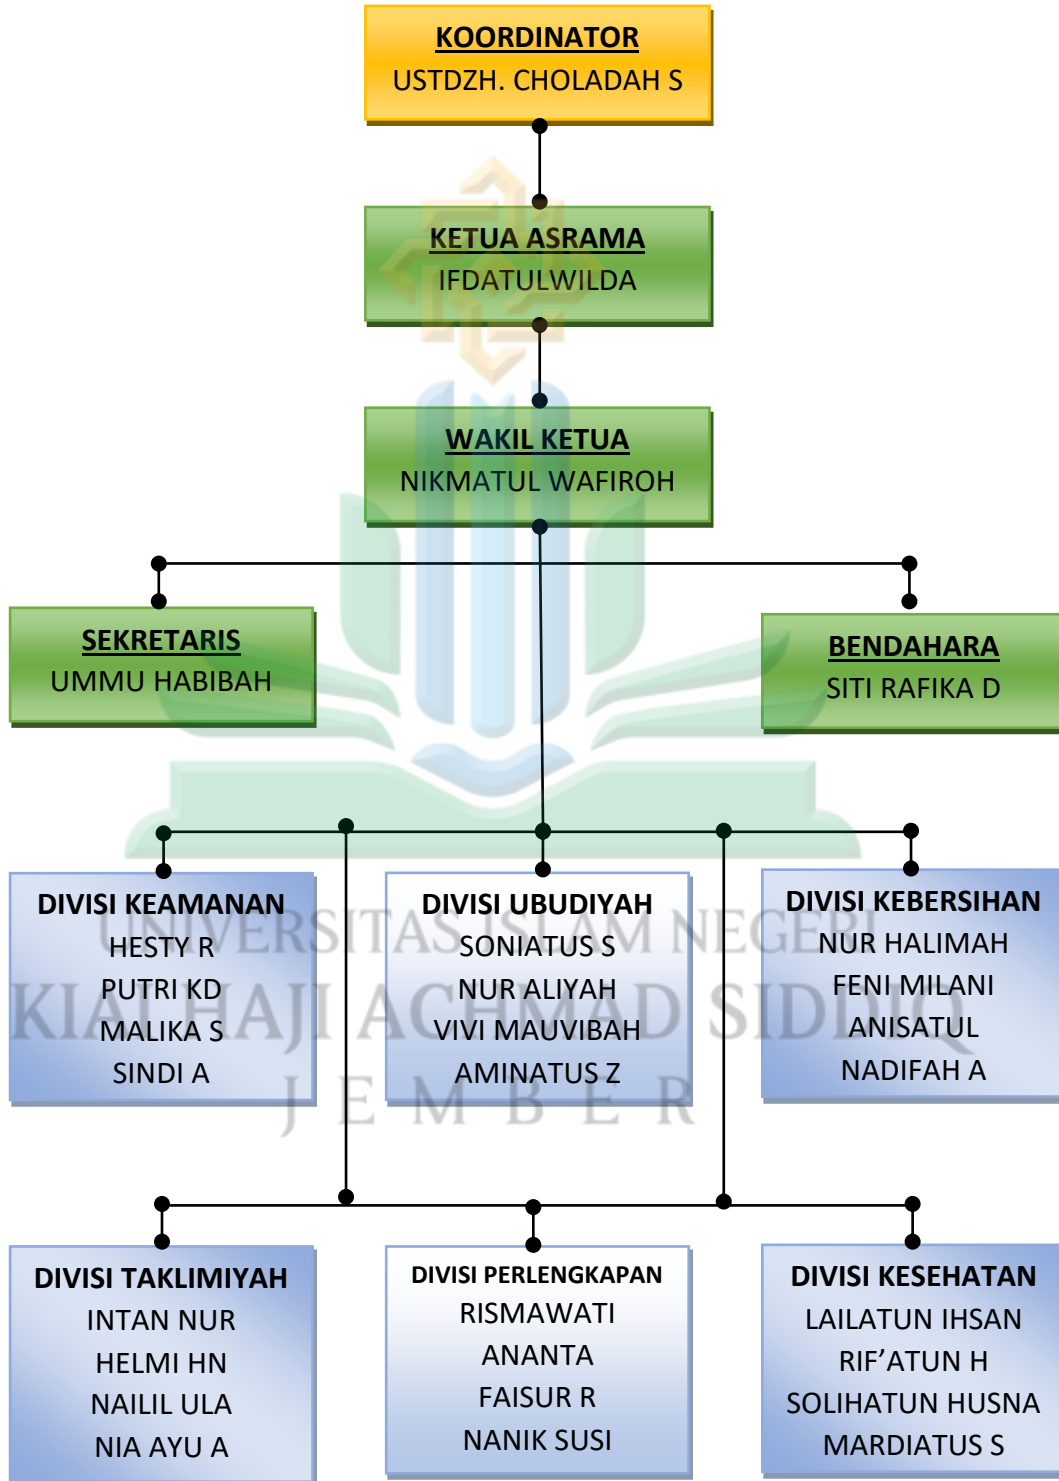 KOORDINATOR
USTDZH. CHOLADAH S
KETUA ASRAMA
IFDATULWILDA
WAKIL KETUA
NIKMATUL WAFIROH
SEKRETARIS
UMMU HABIBAH
BENDAHARA
SITI RAFIKA D
DIVISI KEAMANAN
HESTY R
PUTRI KD
MALIKA S
SINDI A
DIVISI UBUDIYAH
SONIATUS S
NUR ALIYAH
VIVI MAUVIBAH
AMINATUS Z
DIVISI KEBERSIHAN
NUR HALIMAH
FENI MILANI
ANISATUL
NADIFAH A
UNIVERSITAS ISLAM NEGERI
KIAI HAJI ACHMAD SIDDIQ
JEMBER
DIVISI TAKLIMIYAH
INTAN NUR
HELMI HN
NAILIL ULA
NIA AYU A
DIVISI PERLENGKAPAN
RISMAWATI
ANANTA
FAISUR R
NANIK SUSI
DIVISI KESEHATAN
LAILATUN IHSAN
RIF’ATUN H
SOLIHATUN HUSNA
MARDIATUS S